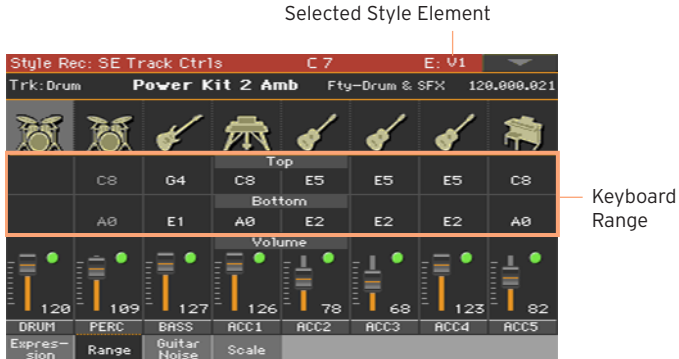 Selected Style Element
Style Rec: SE Track Ctrls C 7 E: V1
Trk:Drum Power Kit 2 Amb Fty-Drum & SFX 120.000.021
Top
C8 G4 C8 E5 E5 E5 C8
Bottom
A0 E1 A0 E2 E2 E2 A0
Keyboard
Range
Volume
120 109 127 126 78 68 123 82
DRUM PERC BASS ACC1 ACC2 ACC3 ACC4 ACC5
Expres-
sion
Range
Guitar
Noise
Scale